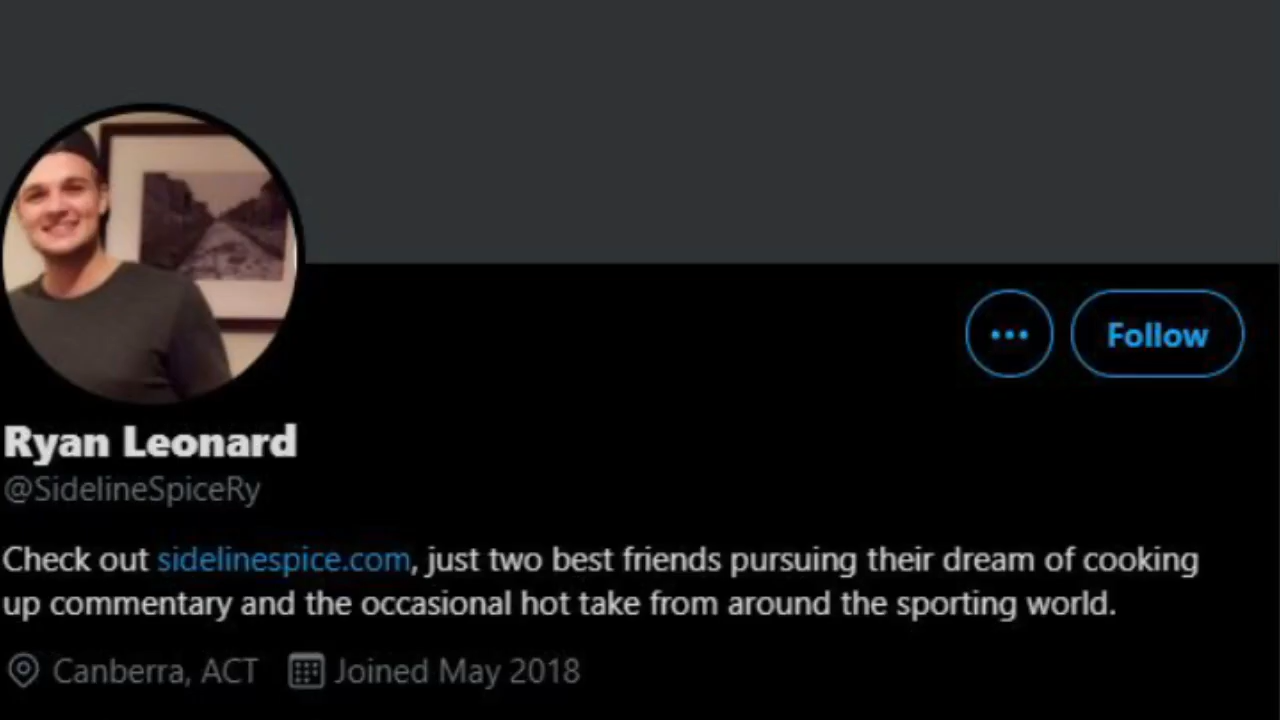 Follow
Ryan Leonard
@SidelineSpiceRy
Check out sidelinespice.com, just two best friends pursuing their dream of cooking
up commentary and the occasional hot take from around the sporting world.
Canberra, ACT Joined May 2018